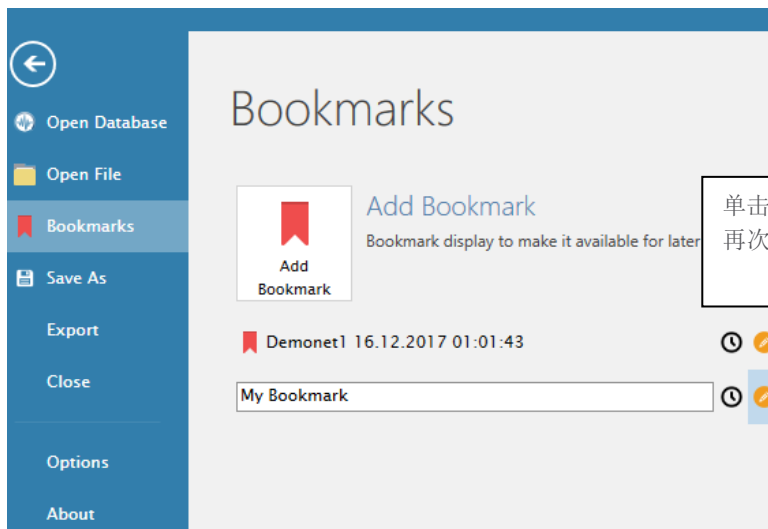 Open Database
Open File
Bookmarks
Save As
Export
Close
Options
About
Bookmarks
Add
Bookmark
Add Bookmark
Bookmark display to make it available for later
单击
再次
Demonet1 16.12.2017 01:01:43
My Bookmark